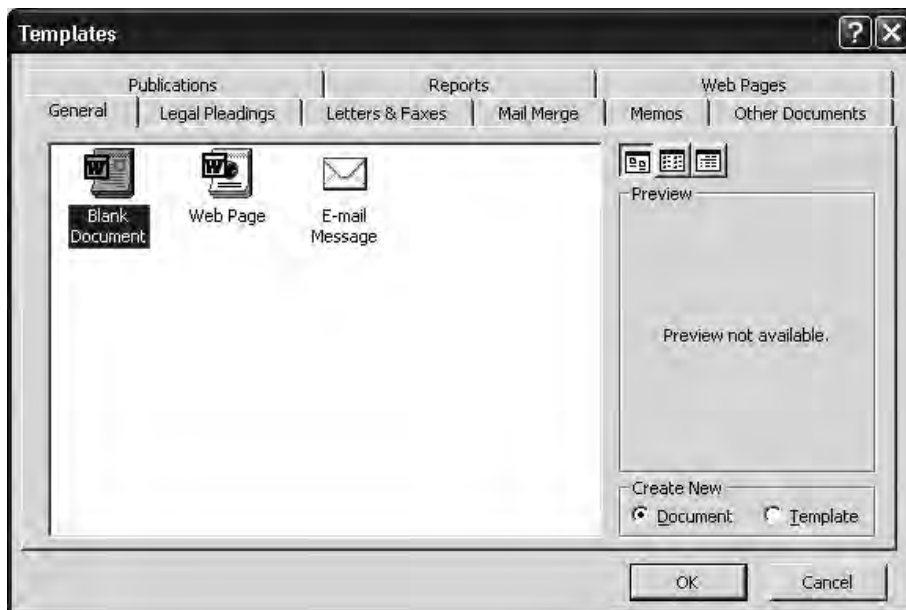 Templates
Publications Reports Web Pages
General Legal Pleadings Letters & Faxes Mail Merge Memos Other Documents
Blank Document
Web Page
E-mail Message
Preview
Preview not available.
Create New
Document Template
OK Cancel